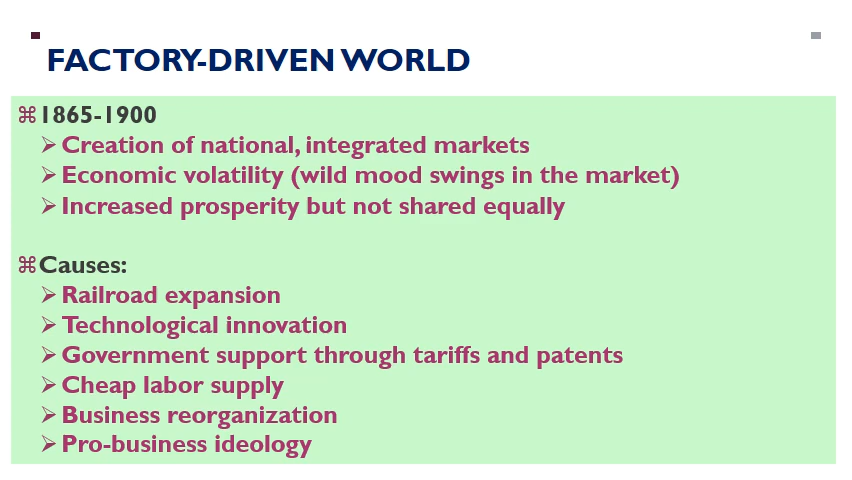 FACTORY-DRIVEN WORLD
⌘1865-1900
➢Creation of national, integrated markets
➢Economic volatility (wild mood swings in the market)
➢Increased prosperity but not shared equally
⌘Causes:
➢Railroad expansion
➢Technological innovation
➢Government support through tariffs and patents
➢Cheap labor supply
➢Business reorganization
➢Pro-business ideology